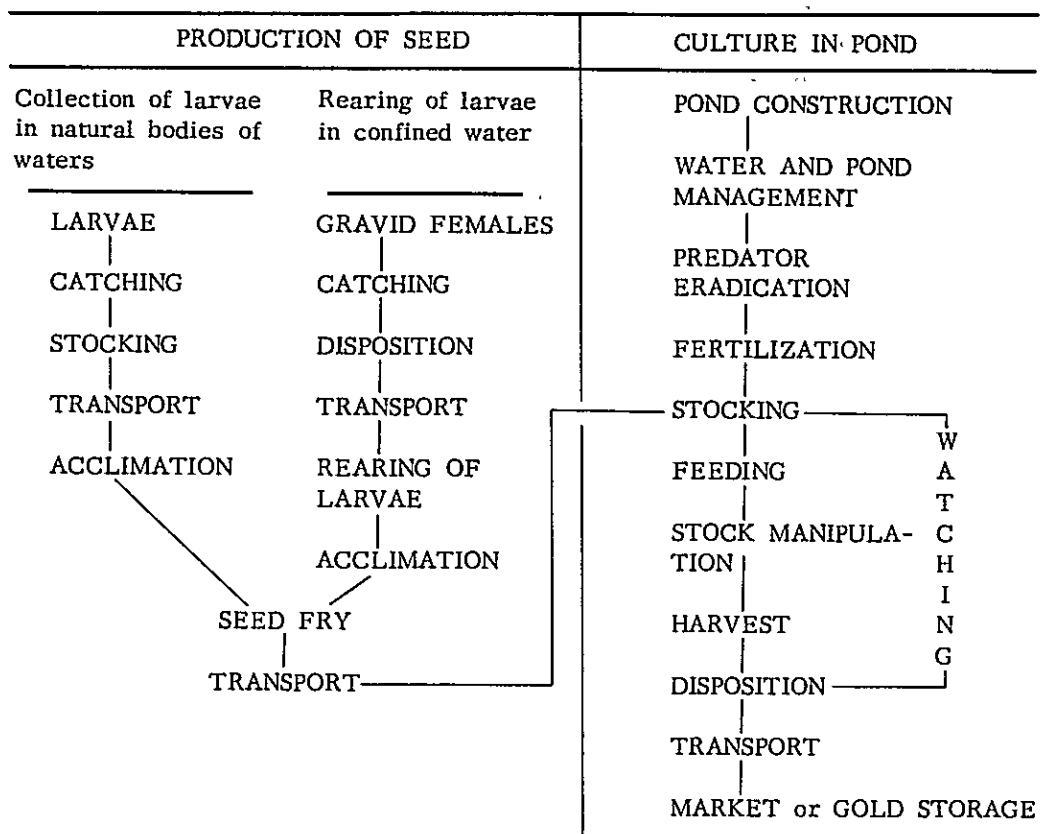 PRODUCTION OF SEED
Collection of larvae
in natural bodies of
waters
LARVAE
CATCHING
STOCKING
TRANSPORT
ACCLIMATION
Rearing of larvae
in confined water
GRAVID FEMALES
CATCHING
DISPOSITION
TRANSPORT
REARING OF
LARVAE
ACCLIMATION
SEED FRY
TRANSPORT
CULTURE IN POND
POND CONSTRUCTION
WATER AND POND
MANAGEMENT
PREDATOR
ERADICATION
FERTILIZATION
STOCKING
FEEDING
STOCK MANIPULA-
TION
HARVEST
DISPOSITION
TRANSPORT
MARKET or GOLD STORAGE
WATCHING